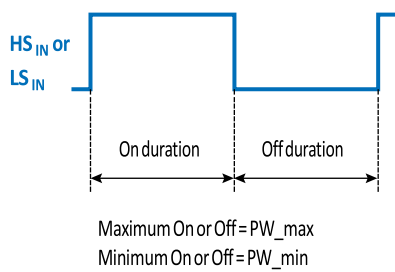 HS IN or
LS IN
On duration
Off duration
Maximum On or Off = PW_max
Minimum On or Off = PW_min